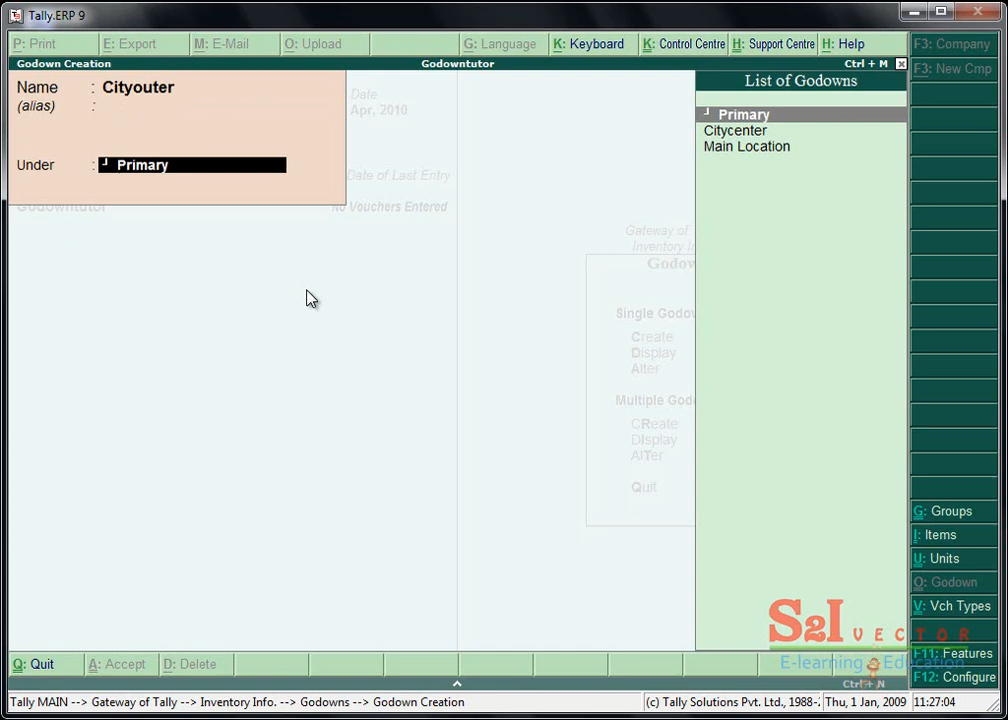 Tally.ERP 9
P: Print E: Export M: E-Mail O: Upload G: Language K: Keyboard K: Control Centre H: Support Centre H: Help F3: Company
Godown Creation Godowntutor Ctrl + M
F3: New Cmp
Name : Cityouter
(alias) :
Under : ┘ Primary
Date
Apr, 2010
Date of Last Entry
Godowntutor No Vouchers Entered
Gateway of
Inventory In
Godow
Single Godow
Create
Display
Alter
Multiple Godo
CReate
DIsplay
AlTer
Quit
List of Godowns
┘ Primary
Citycenter
Main Location
G: Groups
I: Items
U: Units
O: Godown
V: Vch Types
F11: Features
F12: Configure
S2I VECTOR
E-learning Education
Q: Quit A: Accept D: Delete
Ctrl + N
Tally MAIN --> Gateway of Tally --> Inventory Info. --> Godowns --> Godown Creation (c) Tally Solutions Pvt. Ltd., 1988-2 Thu, 1 Jan, 2009 11:27:04